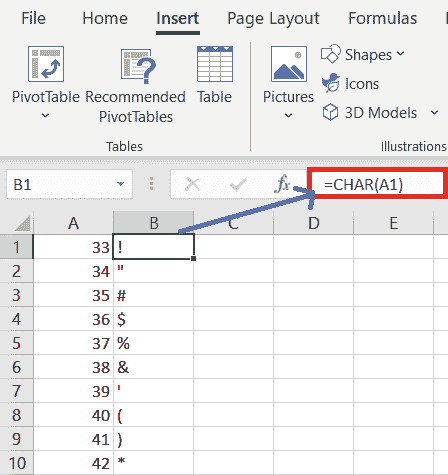 File Home Insert Page Layout Formulas
PivotTable Recommended PivotTables Table Pictures
Shapes
Icons
3D Models
Tables Illustrations
B1 fx =CHAR(A1)
A B C D E
1 33 !
2 34 "
3 35 #
4 36 $
5 37 %
6 38 &
7 39 '
8 40 (
9 41 )
10 42 *